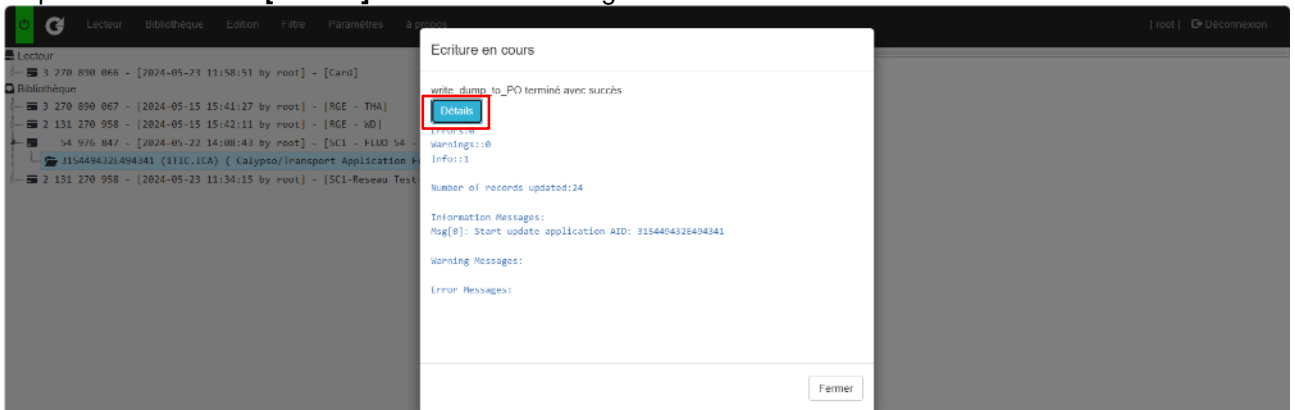 Lecteur Bibliothèque Edition Filtre Paramètres à propos
[ root ] Déconnexion
Lecteur
3 270 890 066 - [2024-05-23 11:58:51 by root] - [Card]
Bibliothèque
3 270 890 067 - [2024-05-15 15:41:27 by root] - [RGE - THA]
2 131 270 958 - [2024-05-15 15:42:11 by root] - [RGE - WD]
54 976 847 - [2024-05-22 14:08:43 by root] - [SC1 - FLUO 54 -
315449432E494341 (1TIC.ICA) ( Calypso/Transport Application
2 131 270 958 - [2024-05-23 11:34:15 by root] - [SC1-Reseau Test
Ecriture en cours
write_dump_to_PO terminé avec succès
Détails
Errors:0
Warnings::0
Info::1
Number of records updated:24
Information Messages:
Msg[0]: Start update application AID: 315449432E494341
Warning Messages:
Error Messages:
Fermer